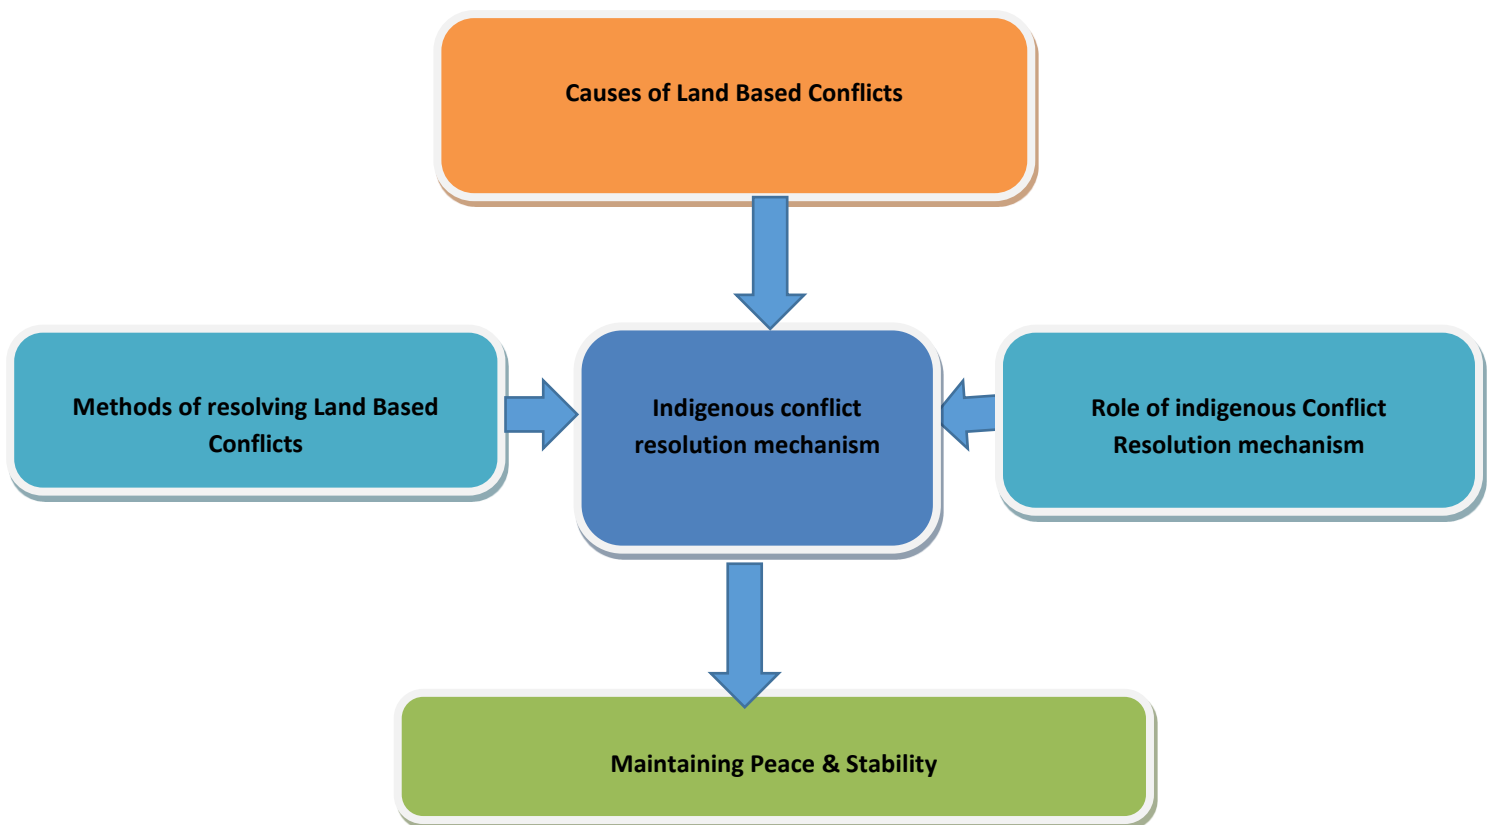 Causes of Land Based Conflicts
Methods of resolving Land Based
Conflicts
Indigenous conflict
resolution mechanism
Role of indigenous Conflict
Resolution mechanism
Maintaining Peace & Stability